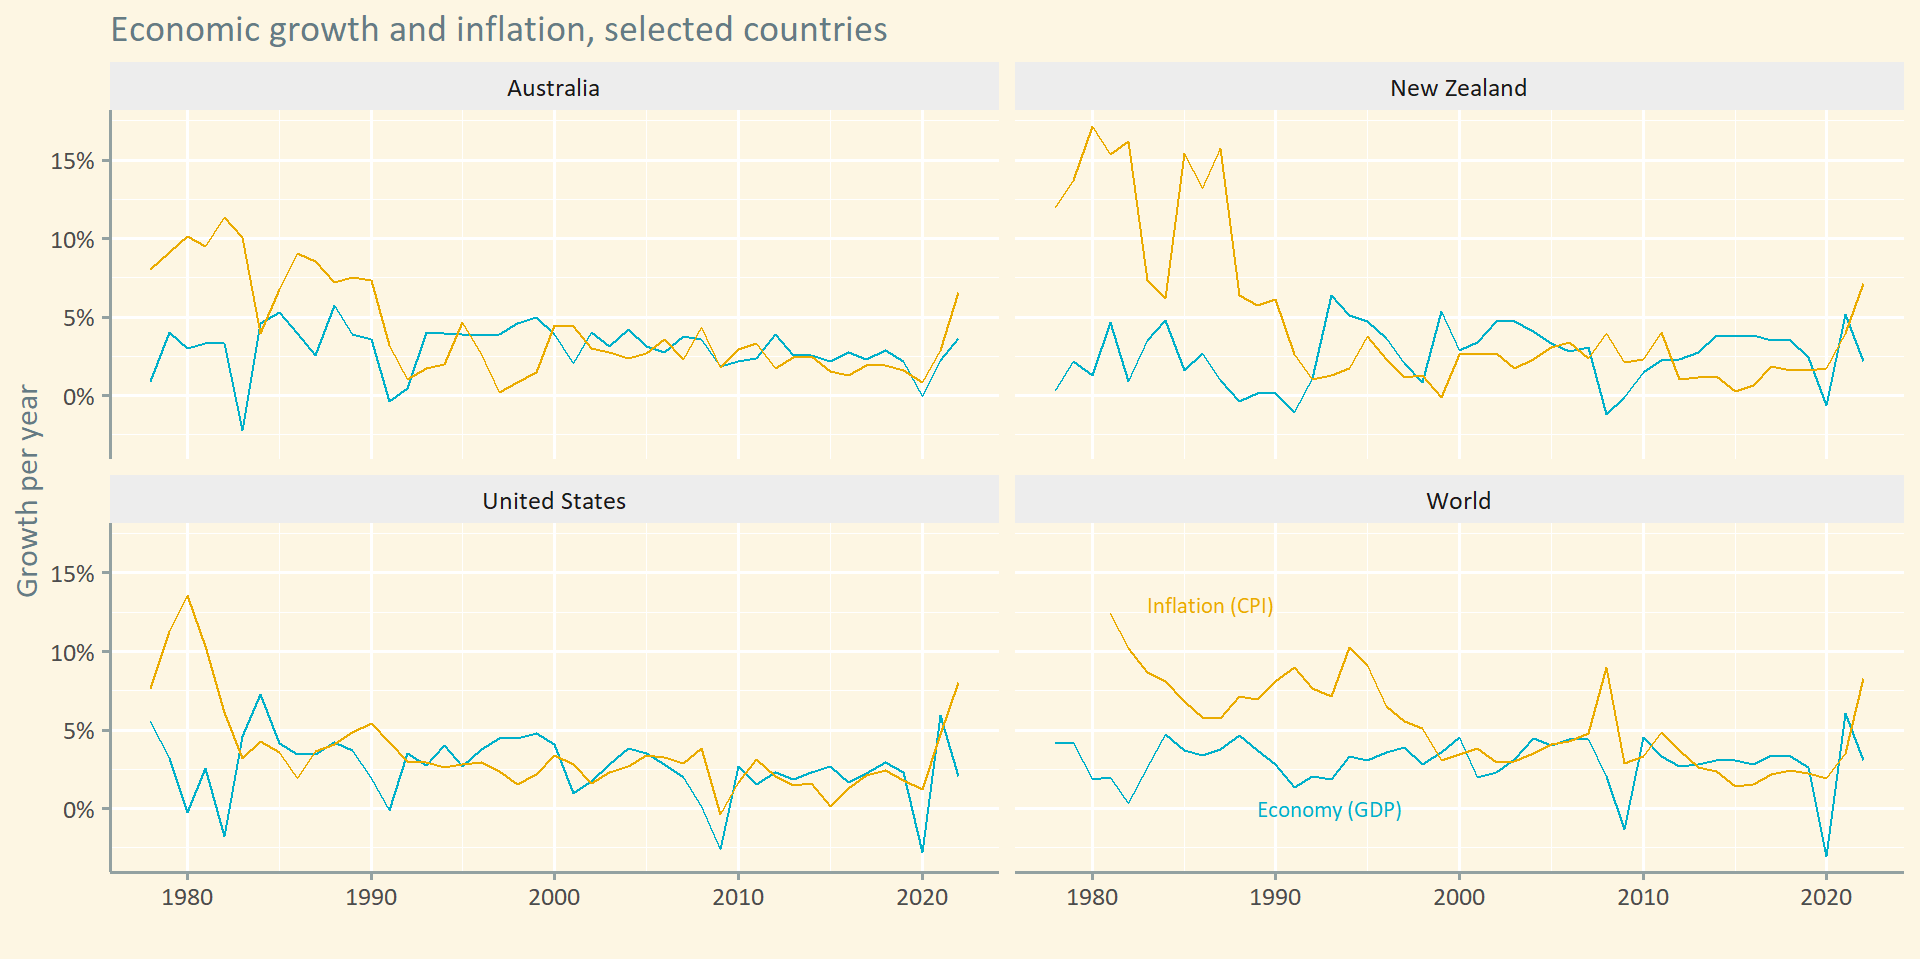 Economic growth and inflation, selected countries
Growth per year
Australia
New Zealand
15%
10%
5%
0%
United States
World
15%
10%
5%
0%
Inflation (CPI)
Economy (GDP)
1980 1990 2000 2010 2020
1980 1990 2000 2010 2020